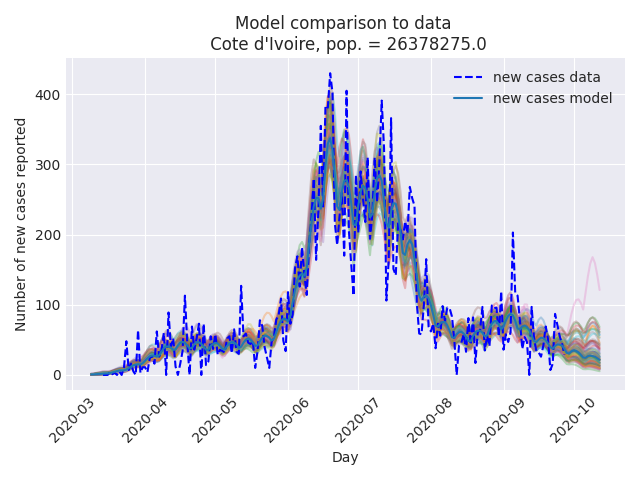 Model comparison to data
Cote d'Ivoire, pop. = 26378275.0
new cases data
new cases model
Number of new cases reported
400
300
200
100
0
2020-03
2020-04
2020-05
2020-06
2020-07
2020-08
2020-09
2020-10
Day